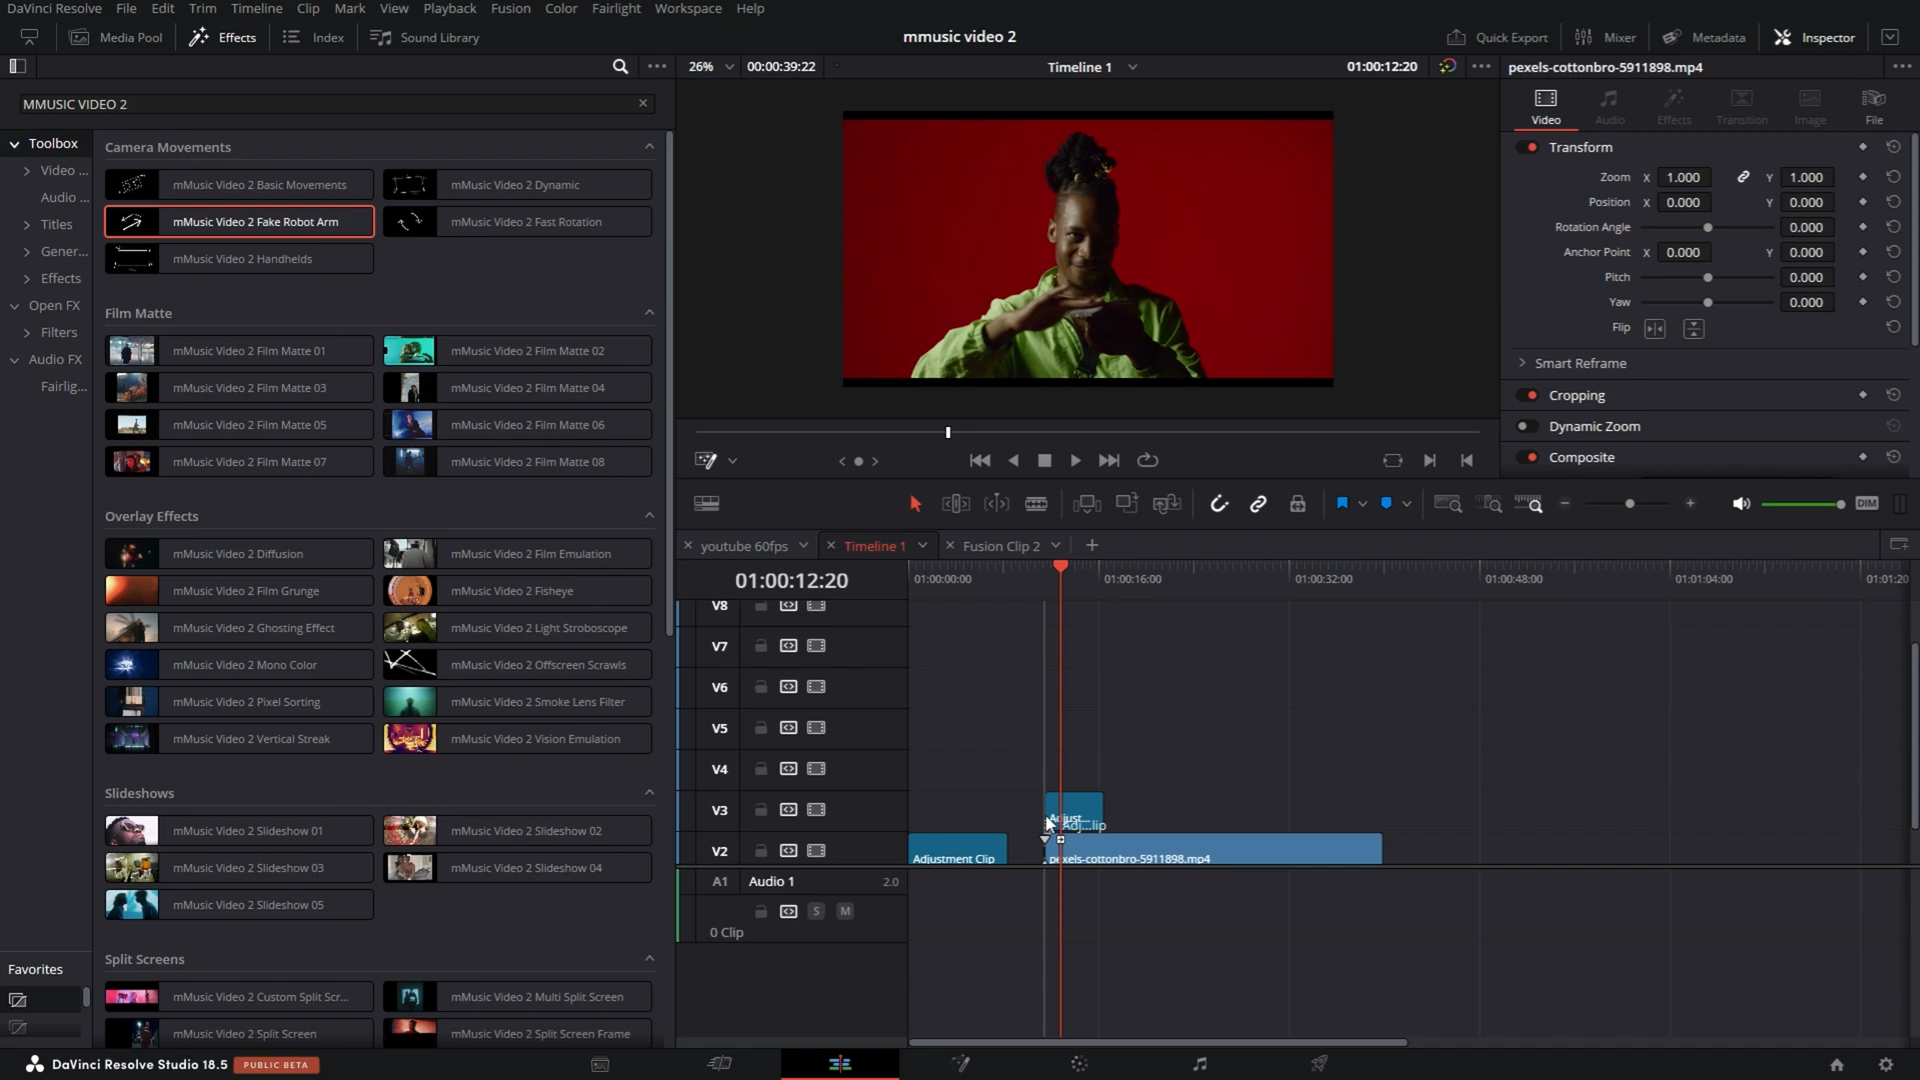 DaVinci Resolve File Edit Trim Timeline Clip Mark View Playback Fusion Color Fairlight Workspace Help
Media Pool Effects Index Sound Library mmusic video 2 Quick Export Mixer Metadata Inspector
26% 00:00:39:22 Timeline 1 01:00:12:20 pexels-cottonbro-5911898.mp4
MMUSIC VIDEO 2
Video Audio Effects Transition Image File
Toolbox
Video ...
Audio ...
Titles
Gener...
Effects
Open FX
Filters
Audio FX
Fairlig...
Favorites
Camera Movements
mMusic Video 2 Basic Movements
mMusic Video 2 Dynamic
mMusic Video 2 Fake Robot Arm
mMusic Video 2 Fast Rotation
mMusic Video 2 Handhelds
Film Matte
mMusic Video 2 Film Matte 01
mMusic Video 2 Film Matte 02
mMusic Video 2 Film Matte 03
mMusic Video 2 Film Matte 04
mMusic Video 2 Film Matte 05
mMusic Video 2 Film Matte 06
mMusic Video 2 Film Matte 07
mMusic Video 2 Film Matte 08
Overlay Effects
mMusic Video 2 Diffusion
mMusic Video 2 Film Emulation
mMusic Video 2 Film Grunge
mMusic Video 2 Fisheye
mMusic Video 2 Ghosting Effect
mMusic Video 2 Light Stroboscope
mMusic Video 2 Mono Color
mMusic Video 2 Offscreen Scrawls
mMusic Video 2 Pixel Sorting
mMusic Video 2 Smoke Lens Filter
mMusic Video 2 Vertical Streak
mMusic Video 2 Vision Emulation
Slideshows
mMusic Video 2 Slideshow 01
mMusic Video 2 Slideshow 02
mMusic Video 2 Slideshow 03
mMusic Video 2 Slideshow 04
mMusic Video 2 Slideshow 05
Split Screens
mMusic Video 2 Custom Split Scr...
mMusic Video 2 Multi Split Screen
mMusic Video 2 Split Screen
mMusic Video 2 Split Screen Frame
Transform
Zoom X 1.000 Y 1.000
Position X 0.000 Y 0.000
Rotation Angle 0.000
Anchor Point X 0.000 Y 0.000
Pitch 0.000
Yaw 0.000
Flip
Smart Reframe
Cropping
Dynamic Zoom
Composite
DIM
youtube 60fps Timeline 1 Fusion Clip 2
01:00:12:20 01:00:00:00 01:00:16:00 01:00:32:00 01:00:48:00 01:01:04:00 01:01:20
V8
V7
V6
V5
V4
V3 Adjust...
Adj...lip
V2 Adjustment Clip pexels-cottonbro-5911898.mp4
A1 Audio 1 2.0
S M
0 Clip
DaVinci Resolve Studio 18.5 PUBLIC BETA